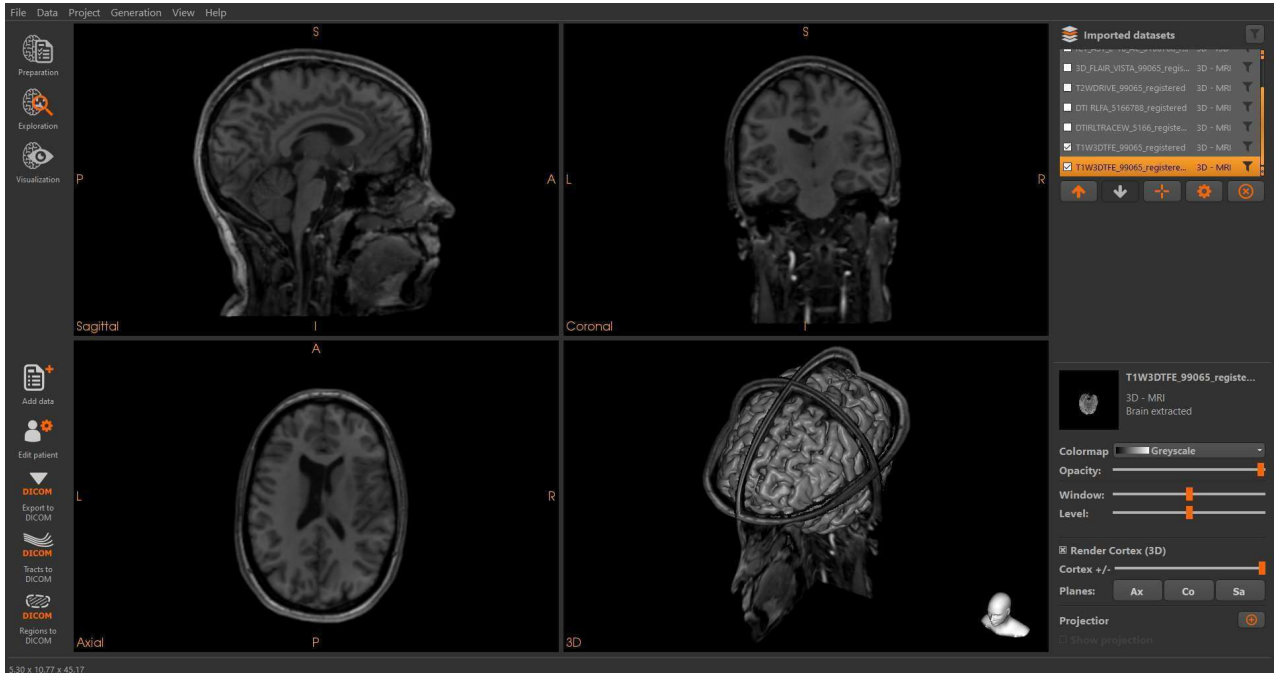 File Data Project Generation View Help
Preparation
Exploration
Visualization
Add data
Edit patient
DICOM
Export to
DICOM
DICOM
Tracts to
DICOM
DICOM
Regions to
DICOM
S
P
A
Sagittal
I
S
L
R
Coronal
I
A
L
R
Axial
P
3D
Imported datasets
3D_FLAIR_VISTA_99065_regis... 3D - MRI
T2WDRIVE_99065_registered 3D - MRI
DTI RLFA_5166788_registered 3D - MRI
DTIRLTRACEW_5166_registe... 3D - MRI
T1W3DTFE_99065_registered 3D - MRI
T1W3DTFE_99065_registere... 3D - MRI
T1W3DTFE_99065_registe...
3D - MRI
Brain extracted
Colormap Greyscale
Opacity:
Window:
Level:
Render Cortex (3D)
Cortex +/-
Planes: Ax Co Sa
Projectior
Show projection
5.30 x 10.77 x 45.17